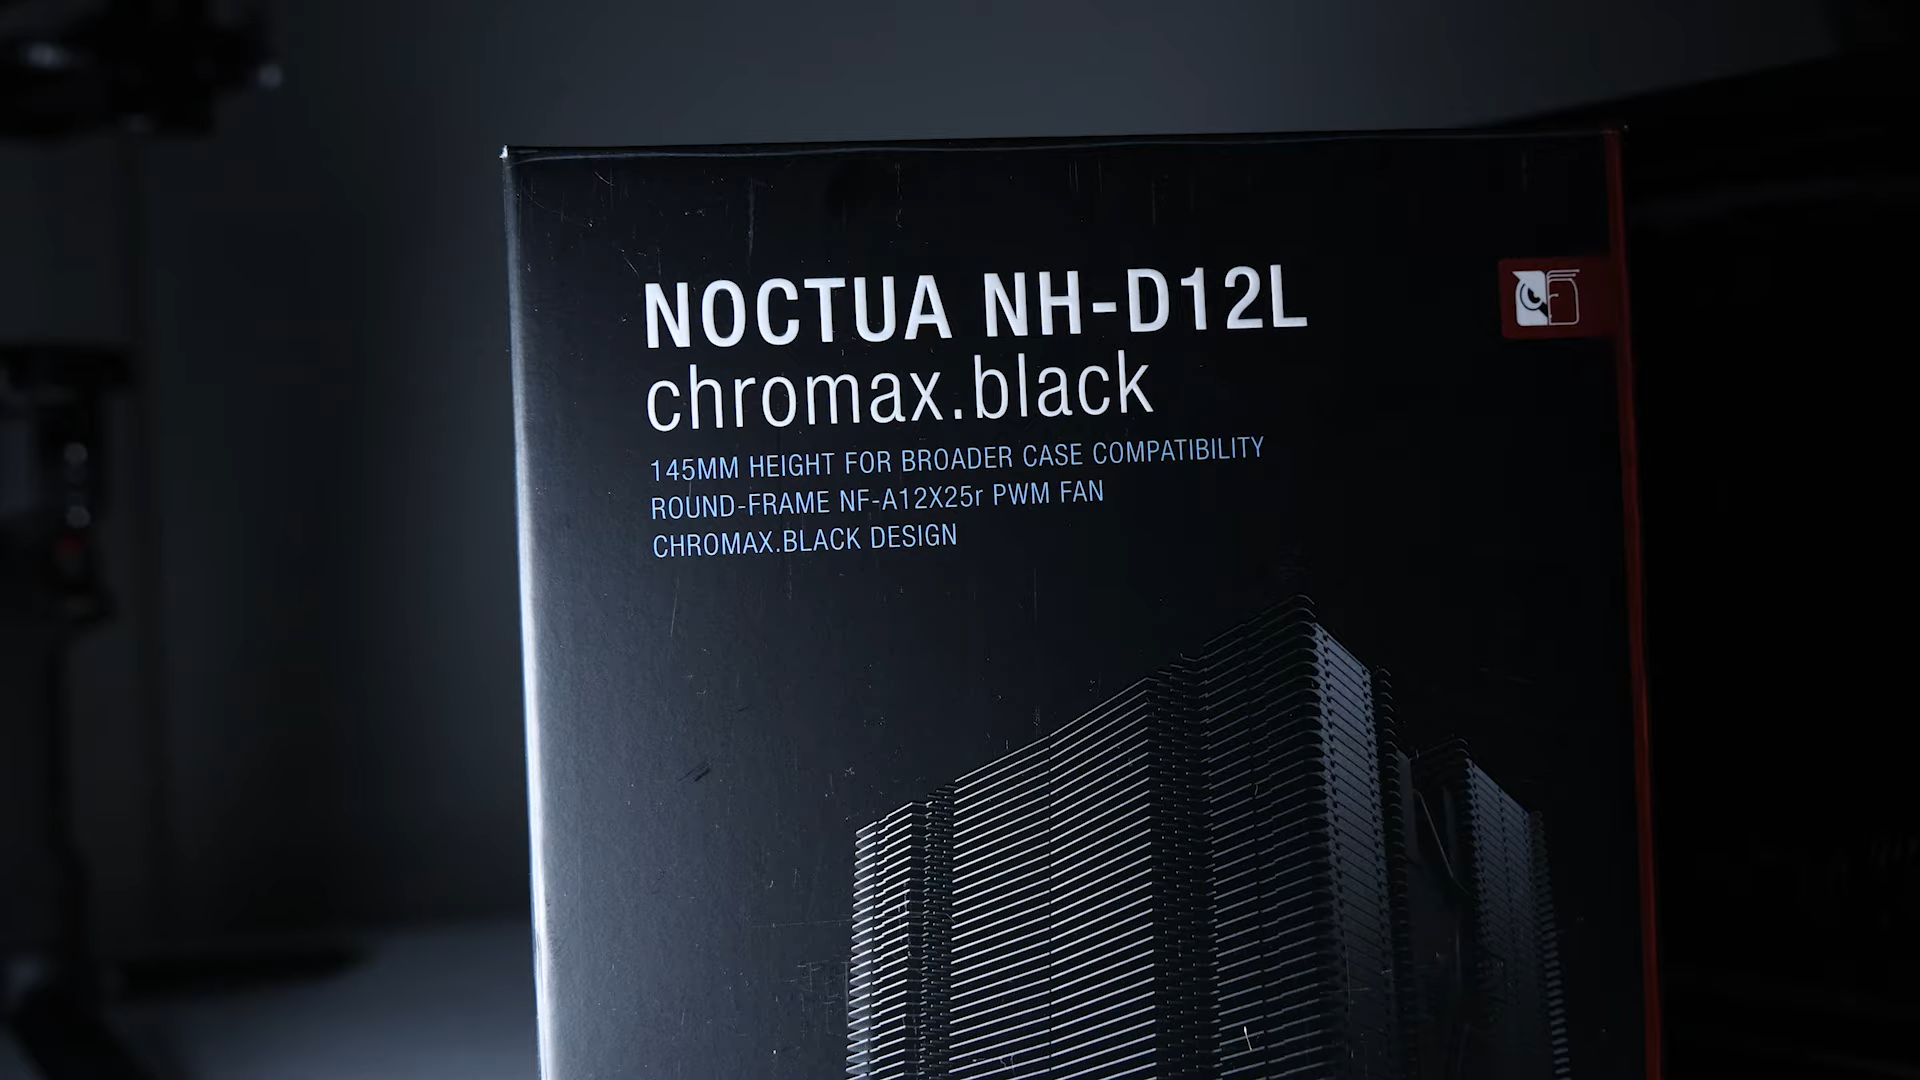 NOCTUA NH-D12L
chromax.black
145MM HEIGHT FOR BROADER CASE COMPATIBILITY
ROUND-FRAME NF-A12X25r PWM FAN
CHROMAX.BLACK DESIGN